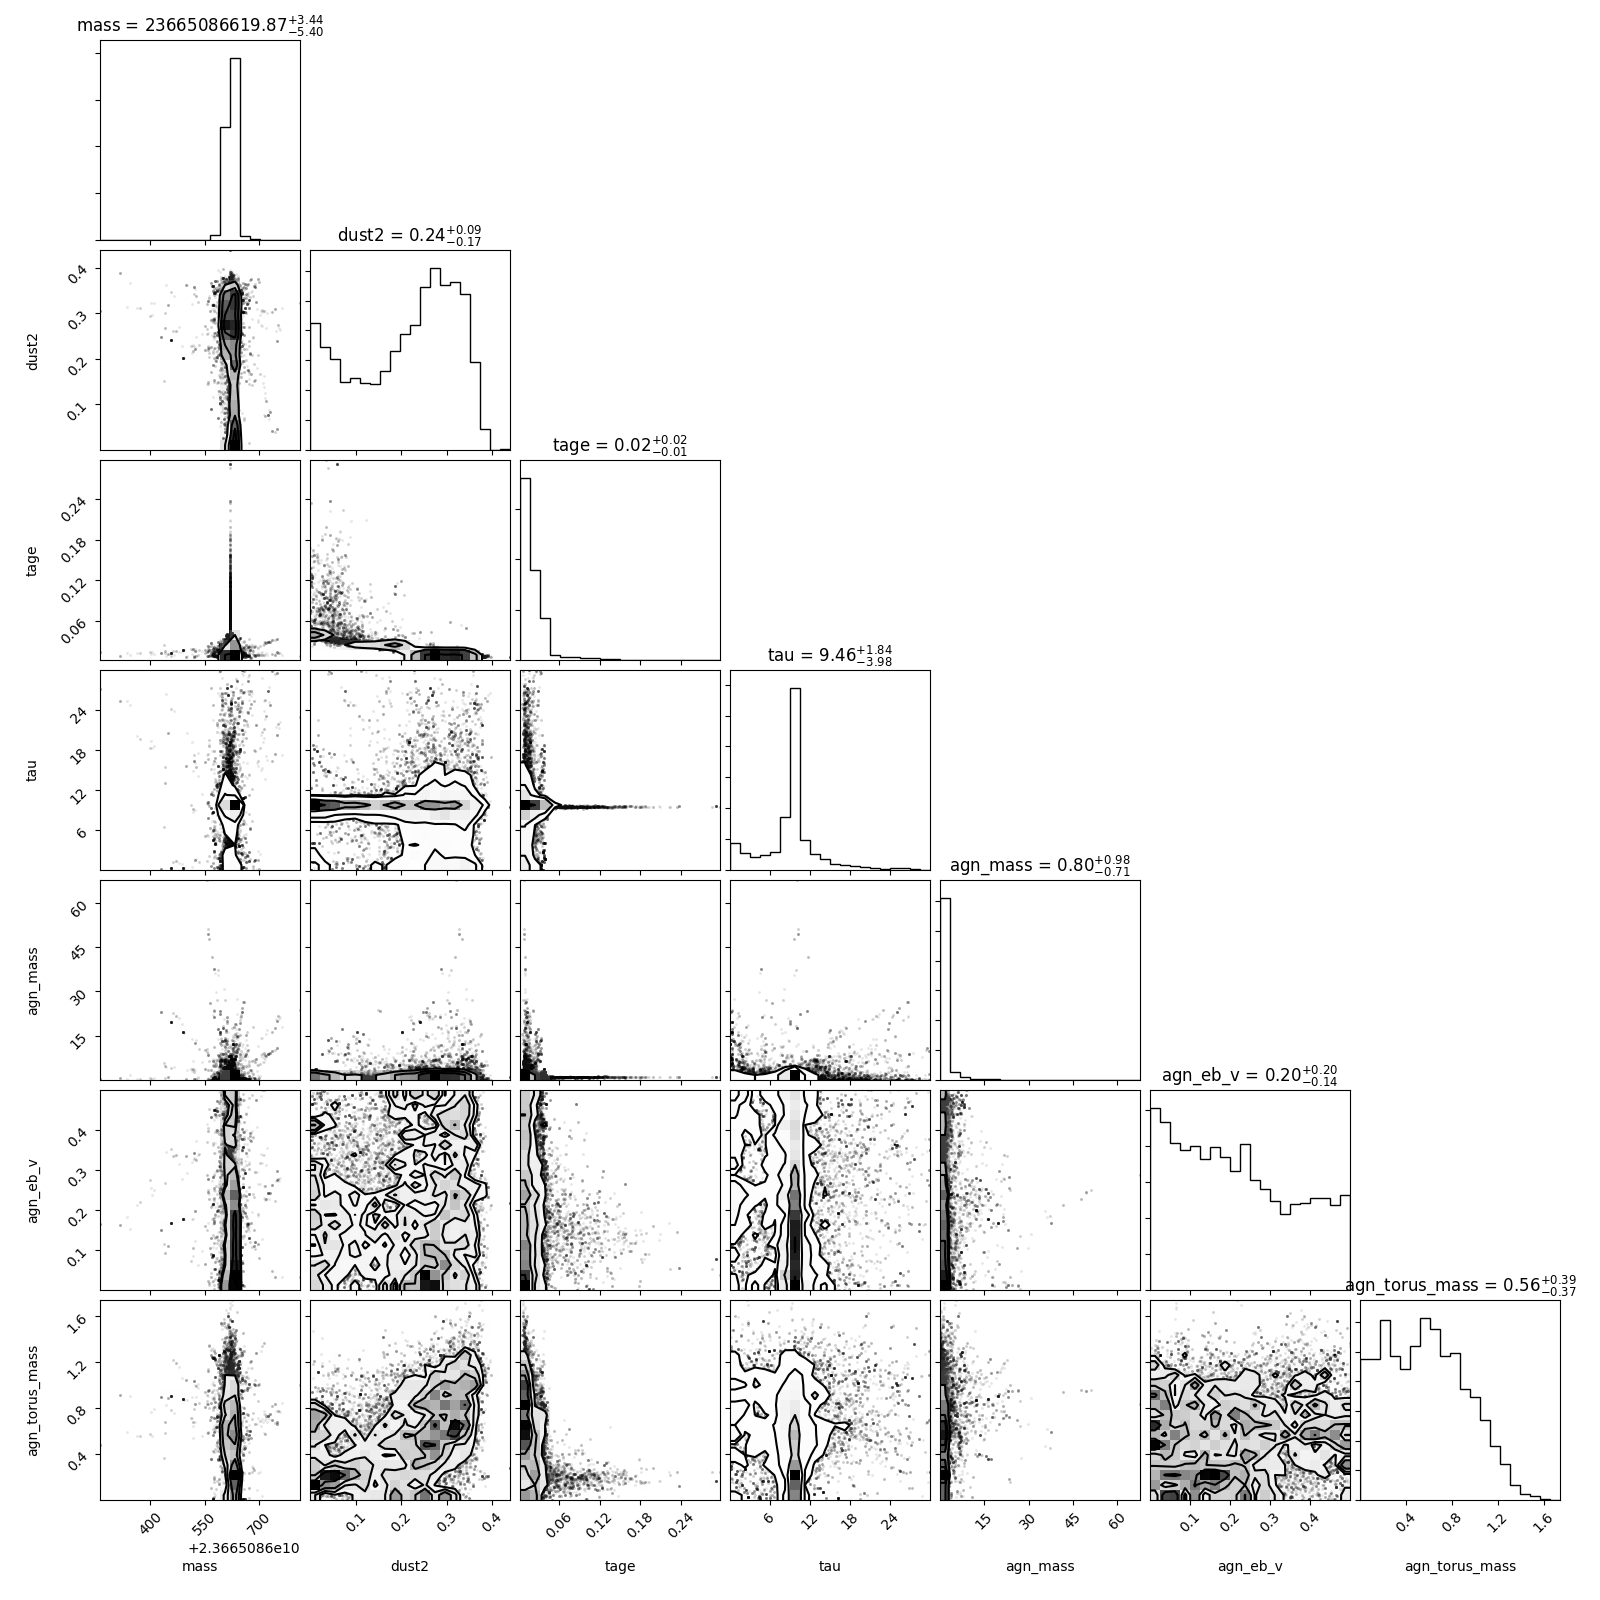 mass = 23665086619.87+3.44−5.40
dust2 = 0.24+0.09−0.17
0.4
0.3
0.2
0.1
dust2
tage = 0.02+0.02−0.01
0.24
0.18
0.12
0.06
tage
tau = 9.46+1.84−3.98
24
18
12
6
tau
agn_mass = 0.80+0.98−0.71
60
45
30
15
agn_mass
agn_eb_v = 0.20+0.20−0.14
0.4
0.3
0.2
0.1
agn_eb_v
agn_torus_mass = 0.56+0.39−0.37
1.6
1.2
0.8
0.4
agn_torus_mass
400 550 700 0.1 0.2 0.3 0.4 0.06 0.12 0.18 0.24 6 12 18 24 15 30 45 60 0.1 0.2 0.3 0.4 0.4 0.8 1.2 1.6
+2.3665086e10
mass dust2 tage tau agn_mass agn_eb_v agn_torus_mass